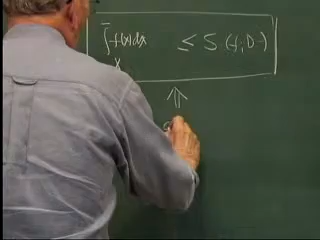 ∫̅ f(x) dx ≤ S (f; D)
X
⇑